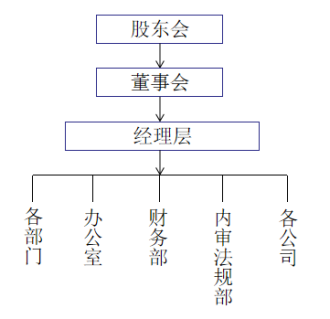 股东会
董事会
经理层
各部门
办公室
财务部
内审法规部
各公司